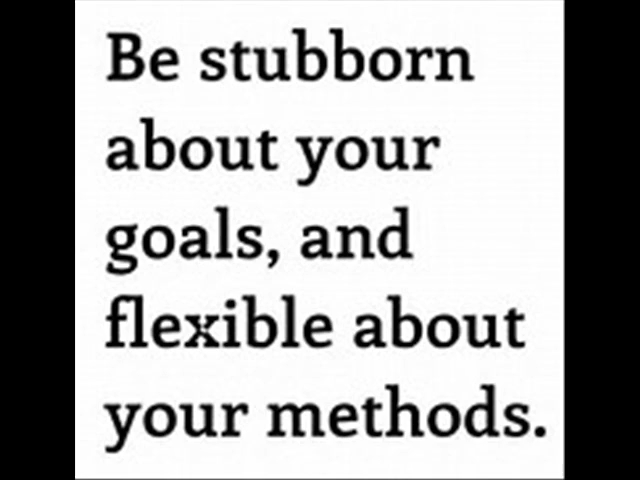 Be stubborn
about your
goals, and
flexible about
your methods.